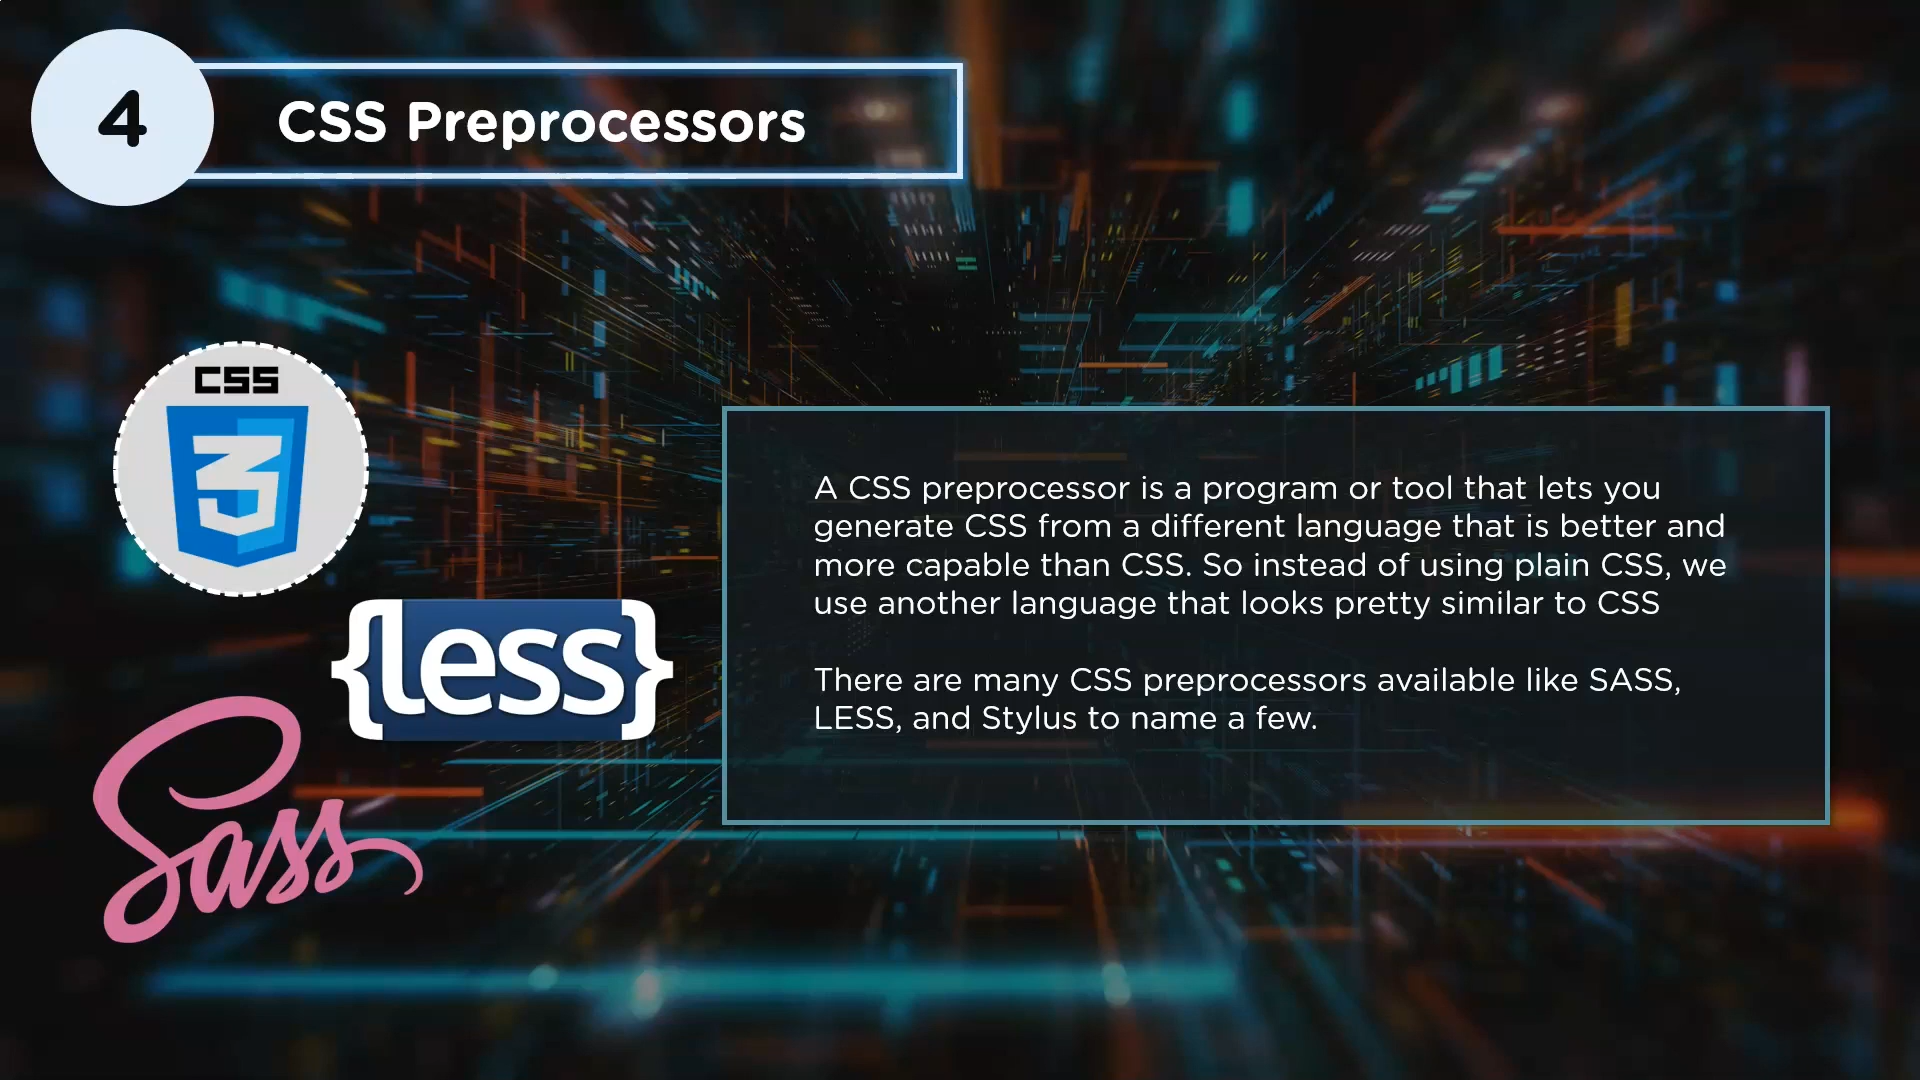 4
CSS Preprocessors
CSS
3
{less}
Sass
A CSS preprocessor is a program or tool that lets you
generate CSS from a different language that is better and
more capable than CSS. So instead of using plain CSS, we
use another language that looks pretty similar to CSS
There are many CSS preprocessors available like SASS,
LESS, and Stylus to name a few.